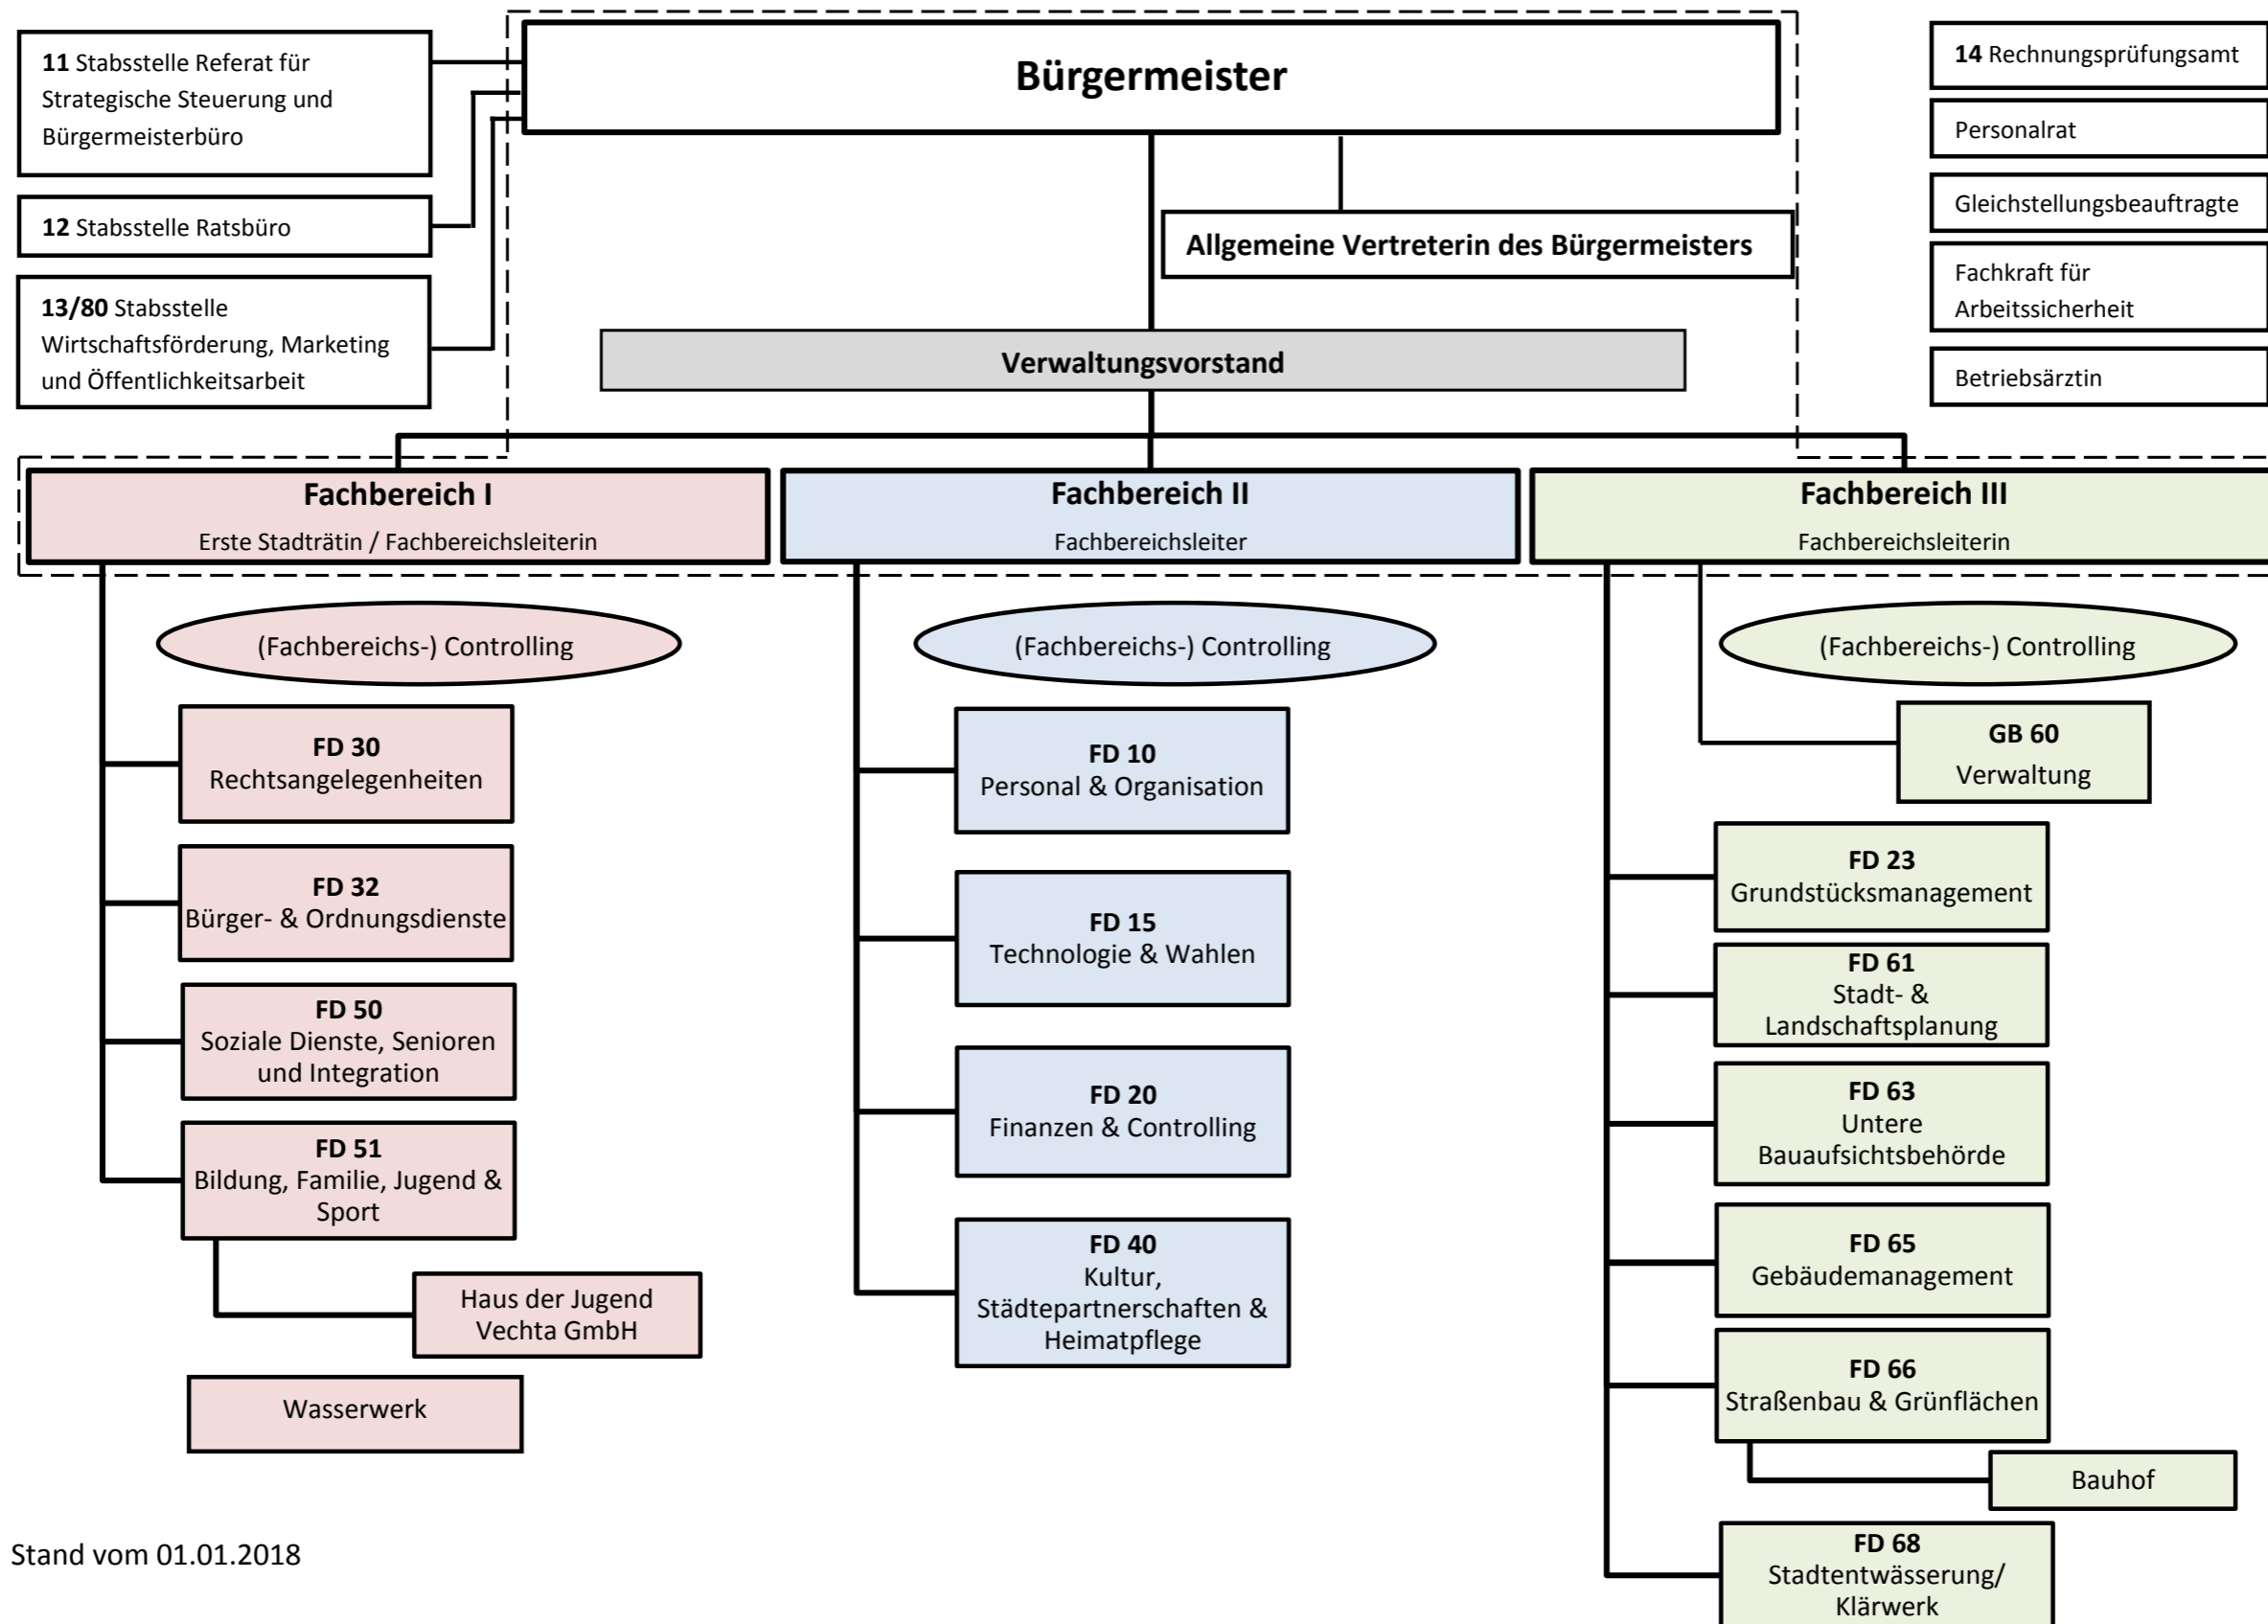 11 Stabsstelle Referat für
Strategische Steuerung und
Bürgermeisterbüro
12 Stabsstelle Ratsbüro
13/80 Stabsstelle
Wirtschaftsförderung, Marketing
und Öffentlichkeitsarbeit
Bürgermeister
Allgemeine Vertreterin des Bürgermeisters
Verwaltungsvorstand
14 Rechnungsprüfungsamt
Personalrat
Gleichstellungsbeauftragte
Fachkraft für
Arbeitssicherheit
Betriebsärztin
Fachbereich I
Erste Stadträtin / Fachbereichsleiterin
(Fachbereichs-) Controlling
FD 30
Rechtsangelegenheiten
FD 32
Bürger- & Ordnungsdienste
FD 50
Soziale Dienste, Senioren
und Integration
FD 51
Bildung, Familie, Jugend &
Sport
Haus der Jugend
Vechta GmbH
Wasserwerk
Fachbereich II
Fachbereichsleiter
(Fachbereichs-) Controlling
FD 10
Personal & Organisation
FD 15
Technologie & Wahlen
FD 20
Finanzen & Controlling
FD 40
Kultur,
Städtepartnerschaften &
Heimatpflege
Fachbereich III
Fachbereichsleiterin
(Fachbereichs-) Controlling
GB 60
Verwaltung
FD 23
Grundstücksmanagement
FD 61
Stadt- &
Landschaftsplanung
FD 63
Untere
Bauaufsichtsbehörde
FD 65
Gebäudemanagement
FD 66
Straßenbau & Grünflächen
Bauhof
FD 68
Stadtentwässerung/
Klärwerk
Stand vom 01.01.2018